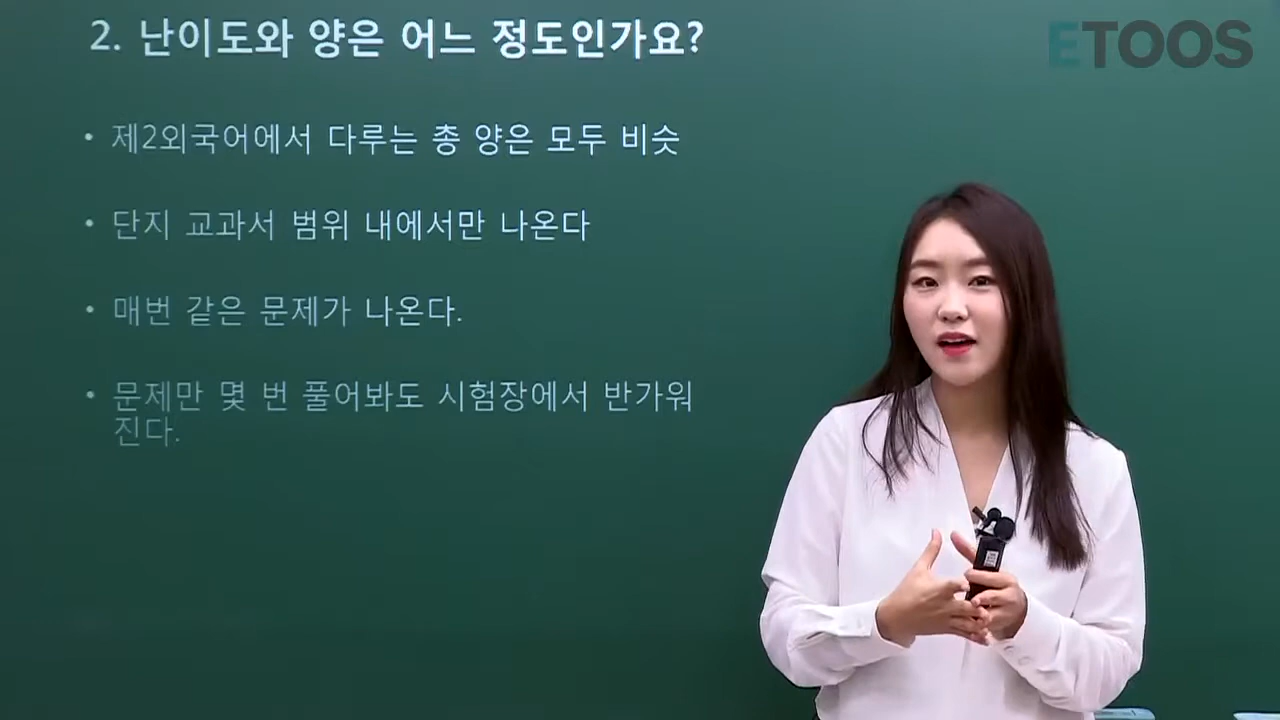 2. 난이도와 양은 어느 정도인가요?
ETOOS
• 제2외국어에서 다루는 총 양은 모두 비슷
• 단지 교과서 범위 내에서만 나온다
• 매번 같은 문제가 나온다.
• 문제만 몇 번 풀어봐도 시험장에서 반가워
진다.